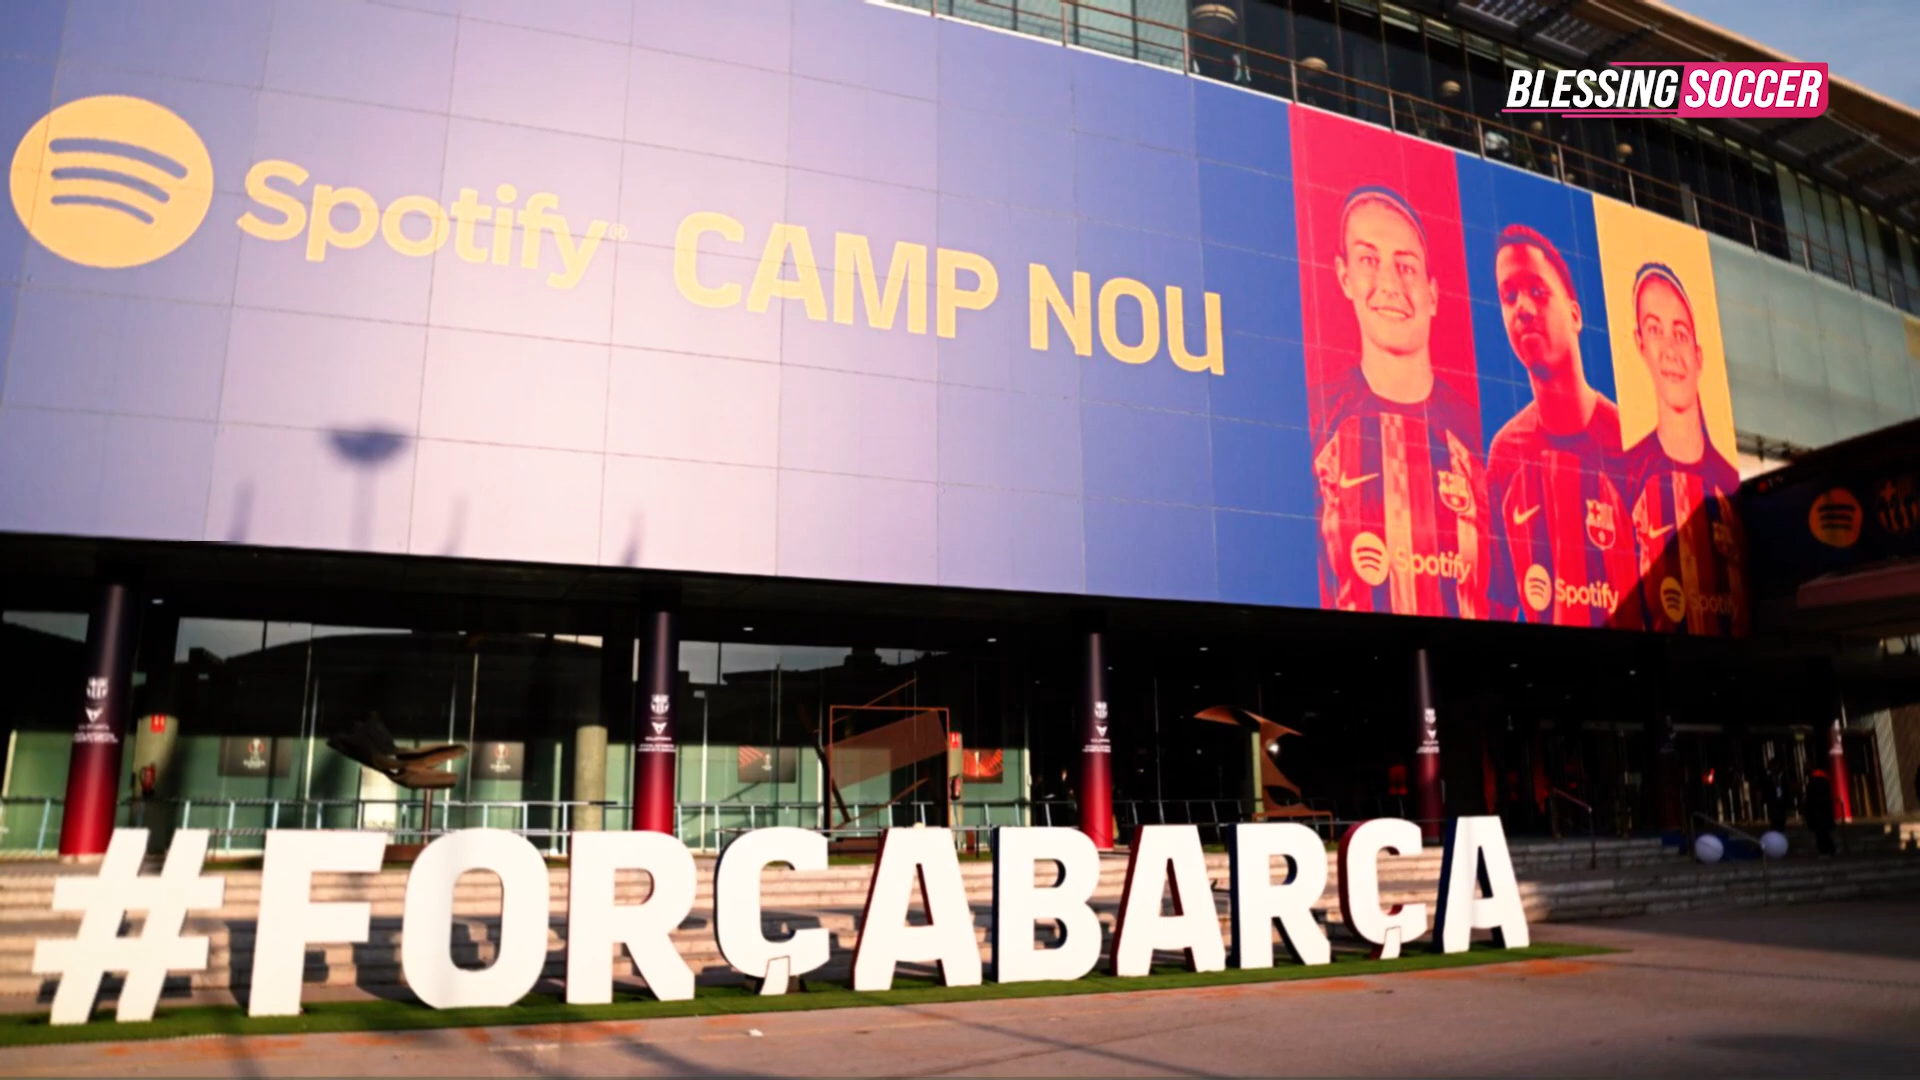 BLESSING SOCCER
Spotify® CAMP NOU
Spotify
Spotify
Spotify
#FORÇABARÇA